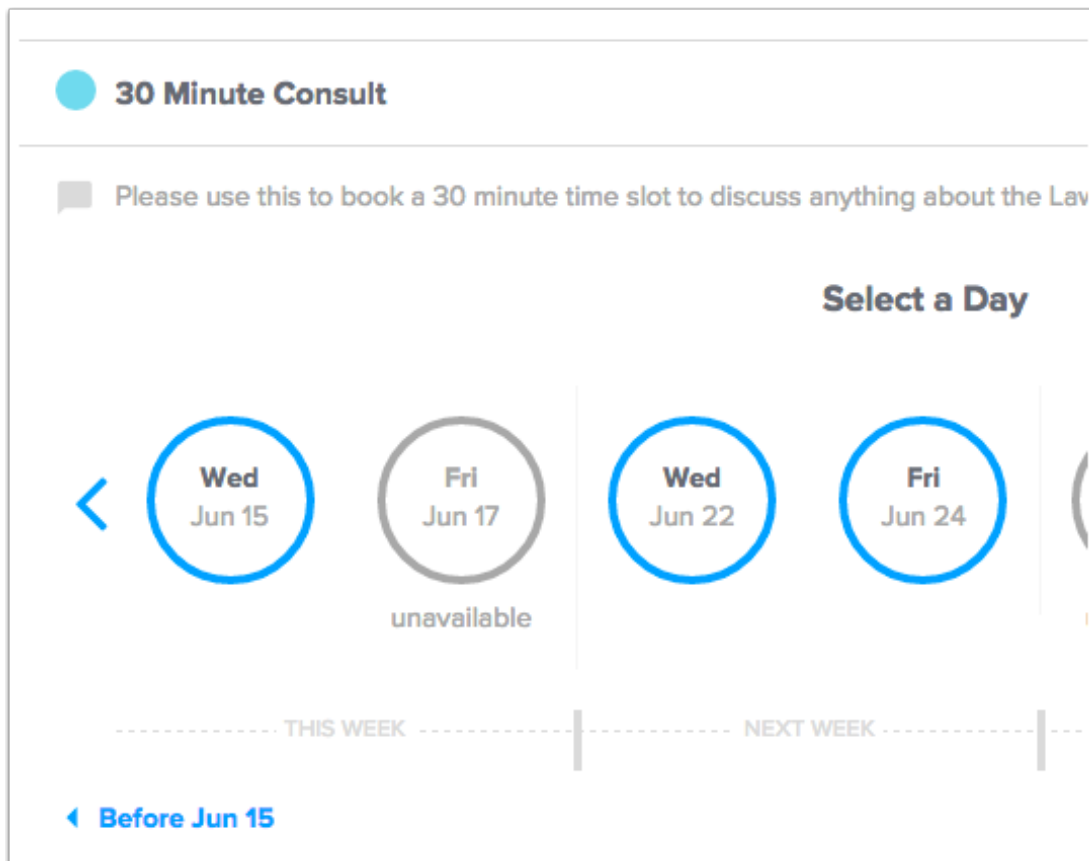 30 Minute Consult
Please use this to book a 30 minute time slot to discuss anything about the
Select a Day
Wed
Jun 15
Fri
Jun 17
unavailable
Wed
Jun 22
Fri
Jun 24
THIS WEEK
NEXT WEEK
Before Jun 15